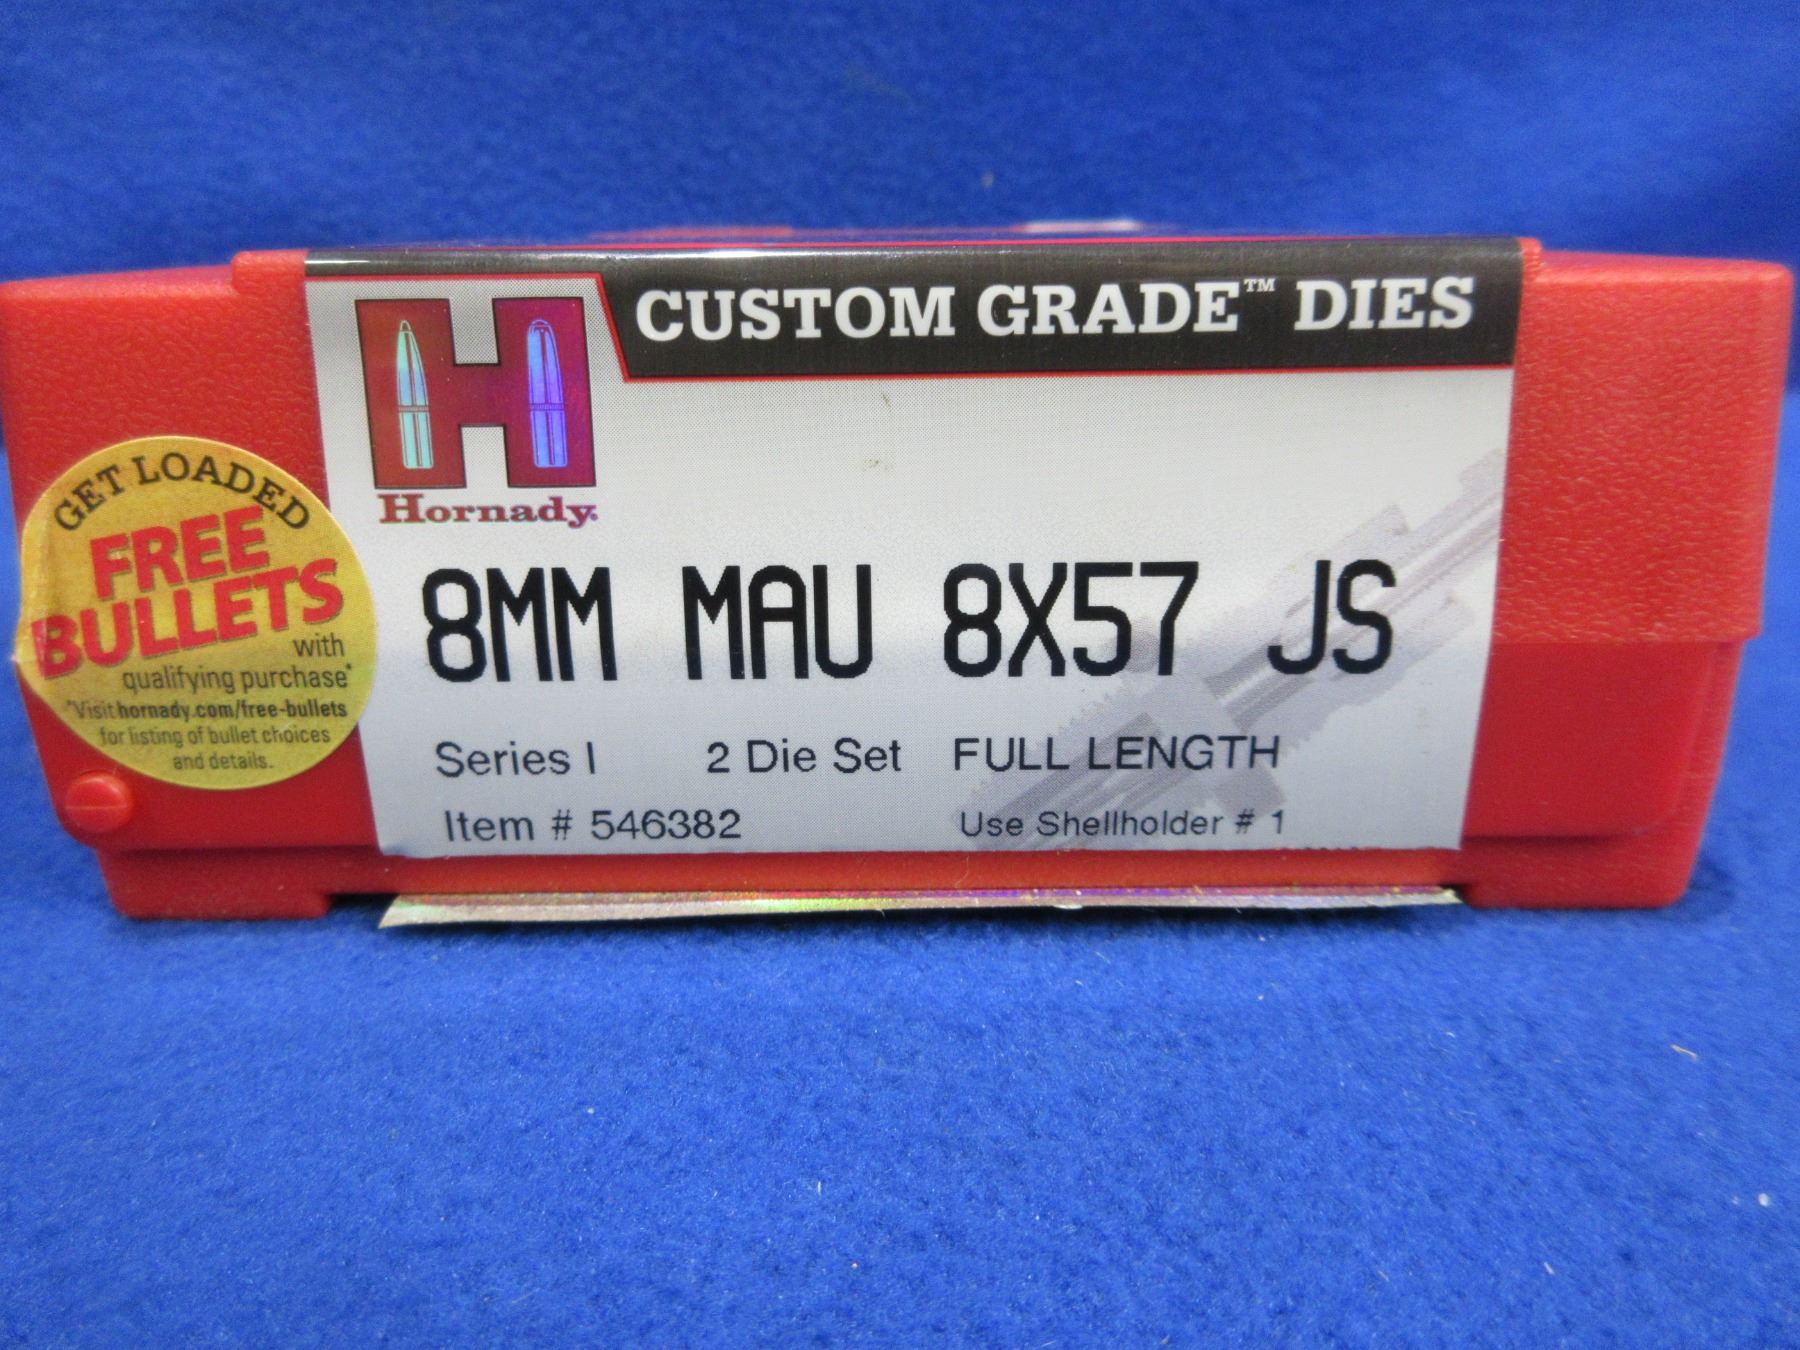 CUSTOM GRADE™ DIES
Hornady.
GET LOADED
FREE
BULLETS
with
qualifying purchase*
*Visit hornady.com/free-bullets
for listing of bullet choices
and details.
8MM MAU 8X57 JS
Series I 2 Die Set FULL LENGTH
Item # 546382 Use Shellholder # 1